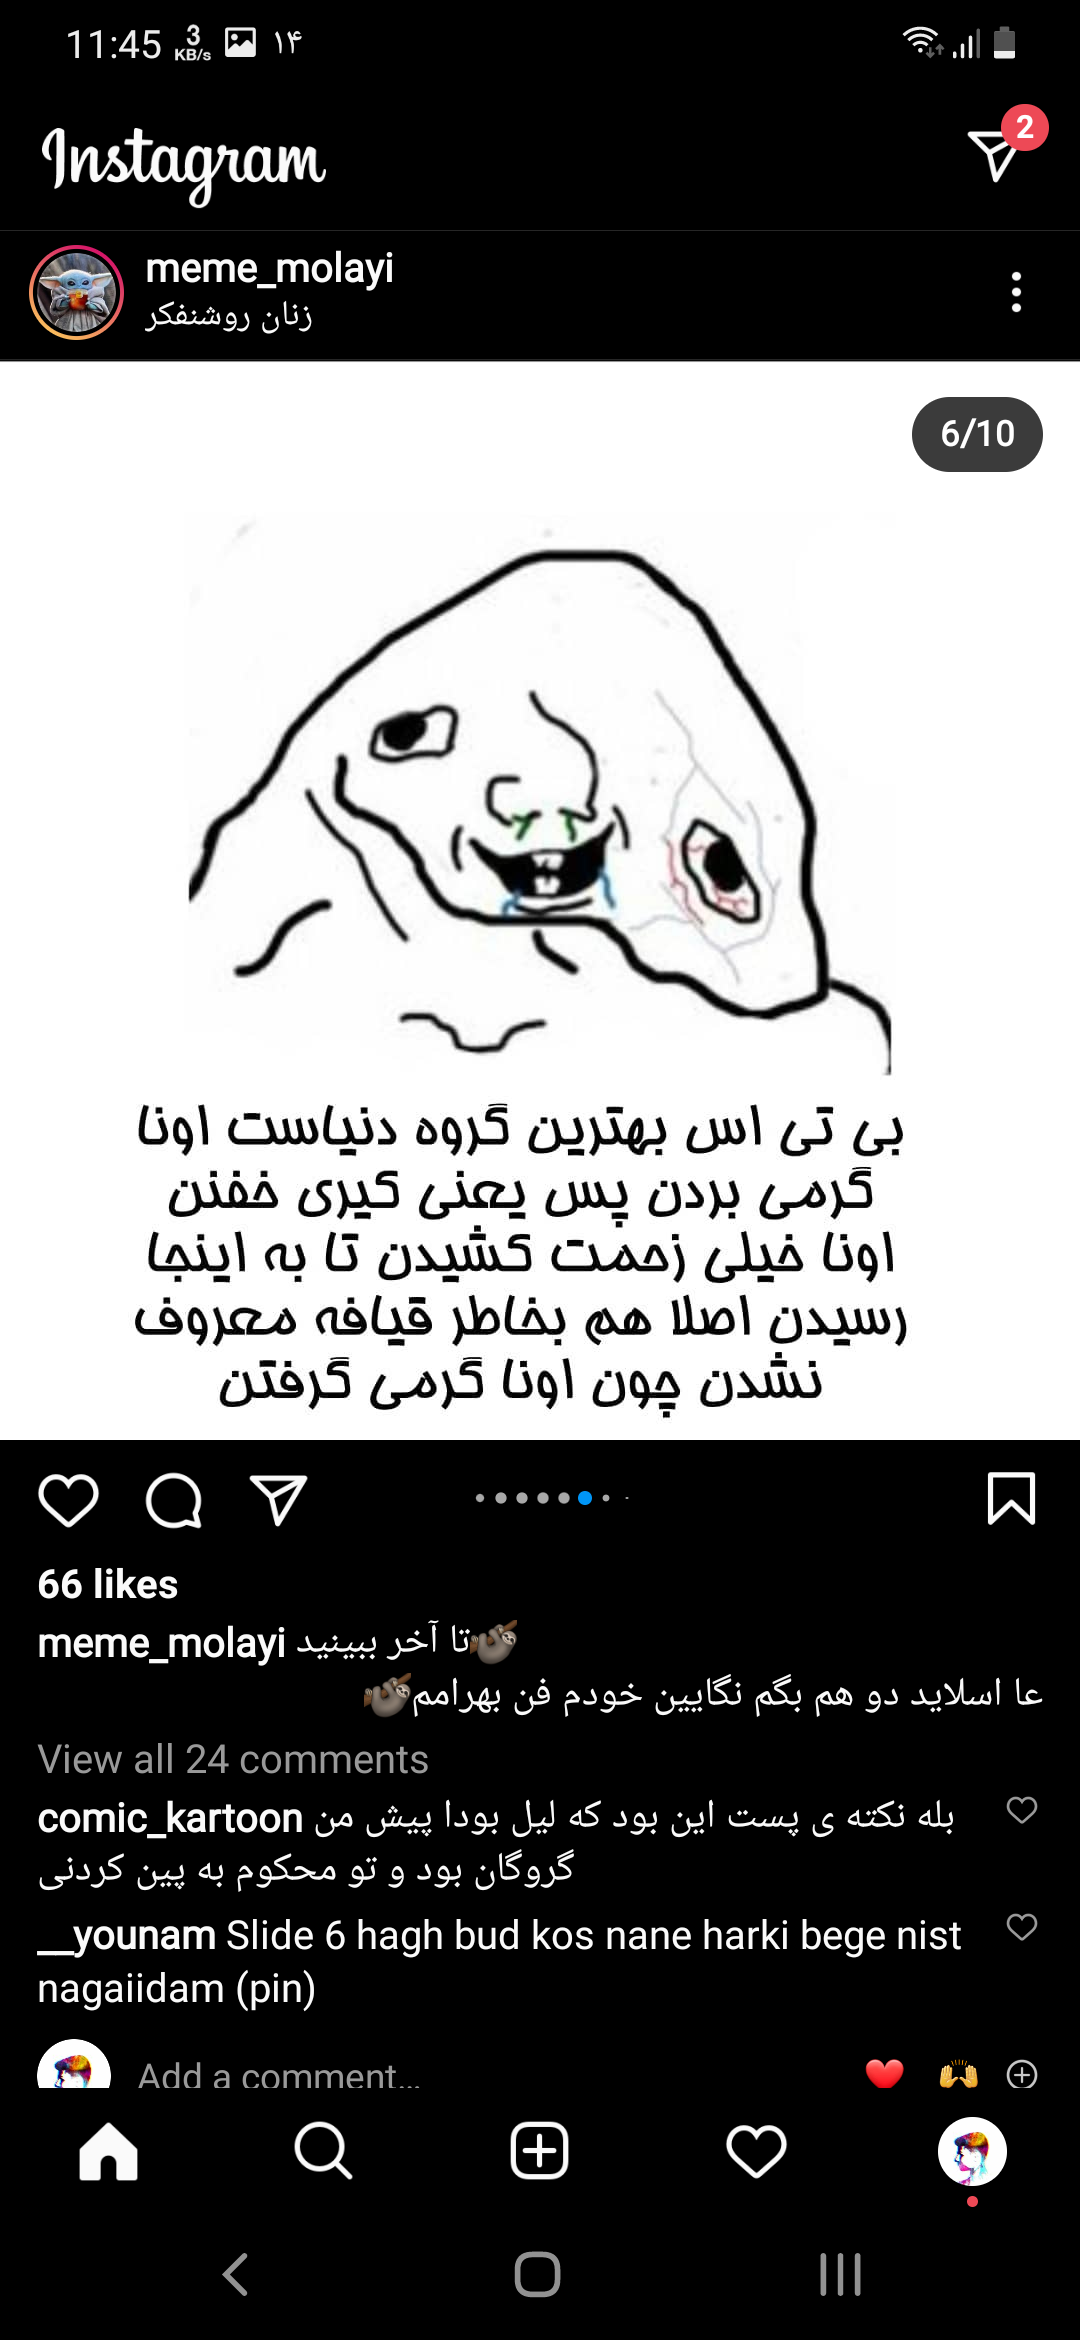 11:45 3 KB/s ۱۴
Instagram 2
meme_molayi
زنان روشنفکر
6/10
بی تی اس بهترین گروه دنیاست اونا
گرمی بردن پس یعنی کیری خفنن
اونا خیلی زحمت کشیدن تا به اینجا
رسیدن اصلا هم بخاطر قیافه معروف
نشدن چون اونا گرمی گرفتن
66 likes
meme_molayi تا آخر ببینید🦥
عا اسلاید دو هم بگم نگایین خودم فن بهرامم🦥
View all 24 comments
comic_kartoon بله نکته ی پست این بود که لیل بودا پیش من
گروگان بود و تو محکوم به پین کردنی
__younam Slide 6 hagh bud kos nane harki bege nist
nagaiidam (pin)
Add a comment...